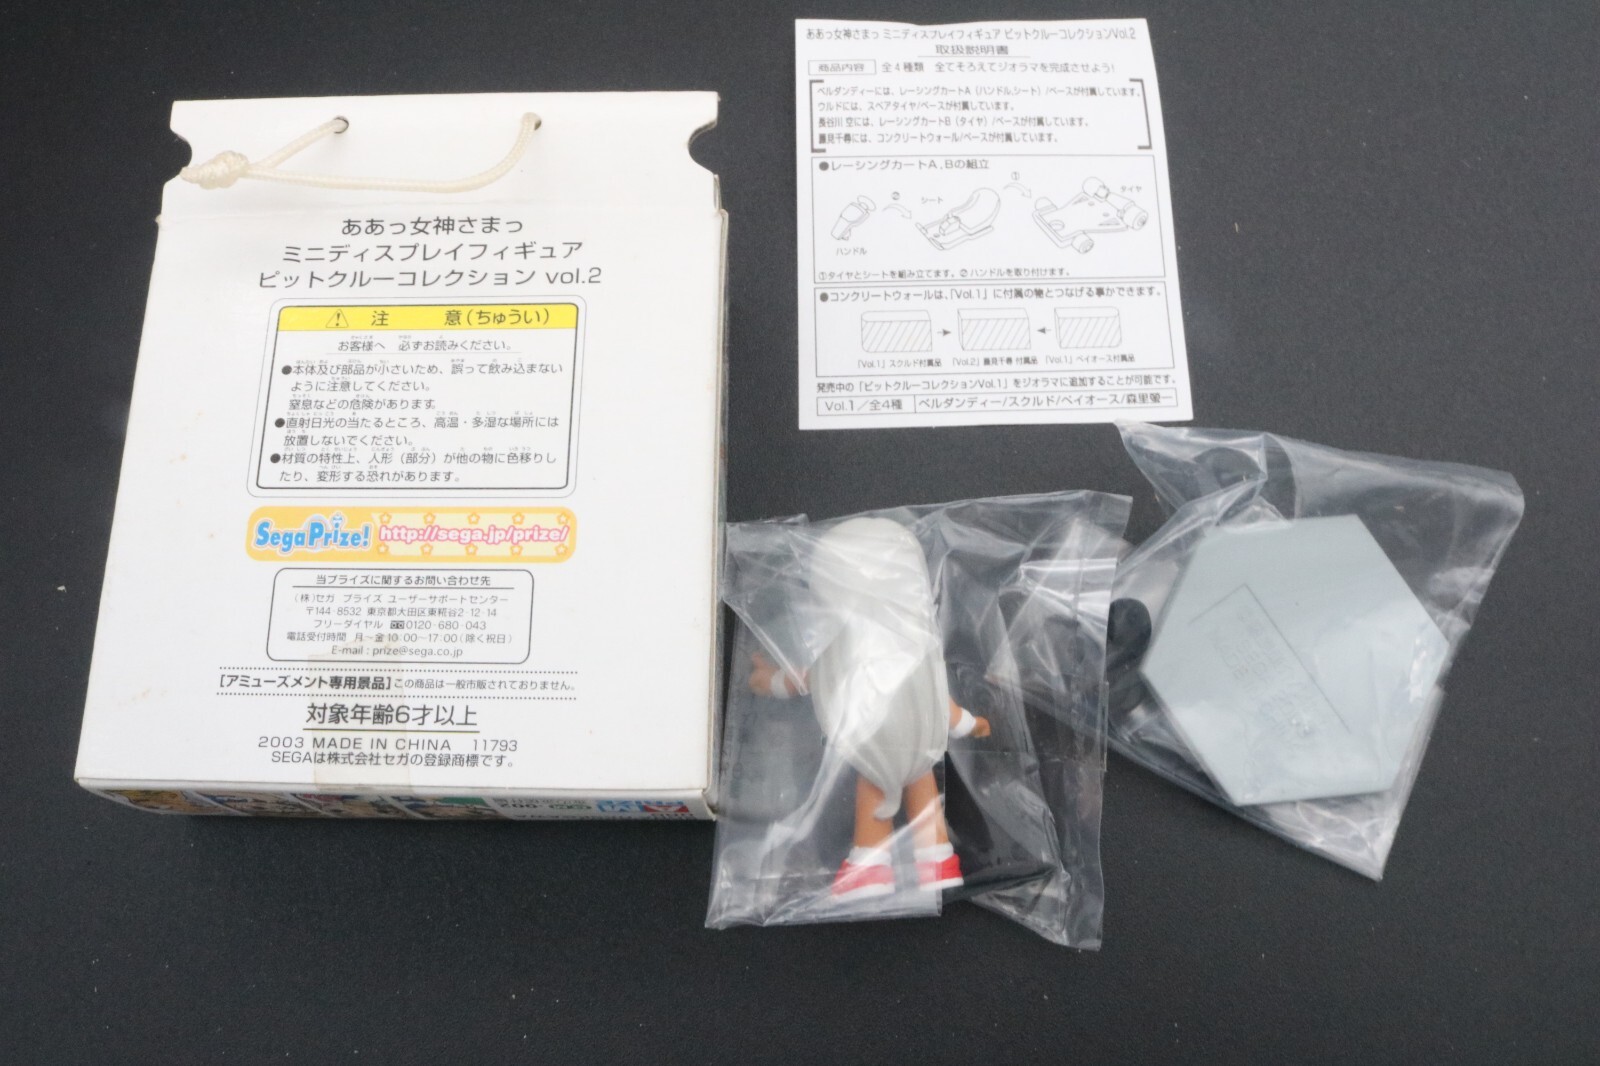 ああっ女神さまっ
ミニディスプレイフィギュア
ピットクルーコレクション vol.2
注 意(ちゅうい)
お客様へ 必ずお読みください。
●本体及び部品が小さいため、誤って飲み込まない
ように注意してください。
窒息などの危険があります。
●直射日光の当たるところ、高温・多湿な場所には
放置しないでください。
●材質の特性上、人形（部分）が他の物に色移りし
たり、変形する恐れがあります。
Sega Prize! http://sega.jp/prize/
当プライズに関するお問い合わせ先
（株）セガ プライズ ユーザーサポートセンター
〒144-8532 東京都大田区東糀谷2-12-14
フリーダイヤル 0120-680-043
電話受付時間 月～金10:00～17:00(除く祝日)
E-mail : prize@sega.co.jp
【アミューズメント専用景品】この商品は一般市販されておりません。
対象年齢6才以上
2003 MADE IN CHINA 11793
SEGAは株式会社セガの登録商標です。
ああっ女神さまっ ミニディスプレイフィギュア ピットクルーコレクションVol.2
取扱説明書
商品内容 全4種類 全てそろえてジオラマを完成させよう!
ベルダンディーには、レーシングカートA（ハンドル,シート）/ベースが付属しています。
ウルドには、スペアタイヤ/ベースが付属しています。
長谷川 空には、レーシングカートB（タイヤ）/ベースが付属しています。
藤見千尋には、コンクリートウォール/ベースが付属しています。
●レーシングカートA,Bの組立
① ② シート タイヤ
ハンドル
①タイヤとシートを組み立てます。②ハンドルを取り付けます。
●コンクリートウォールは、「Vol.1」に付属の物とつなげる事ができます。
「Vol.1」スクルド付属品 「Vol.2」藤見千尋 付属品 「Vol.1」ベイオース付属品
発売中の「ピットクルーコレクションVol.1」をジオラマに追加することが可能です。
Vol.1／全4種 ベルダンディー/スクルド/ベイオース/森里螢一